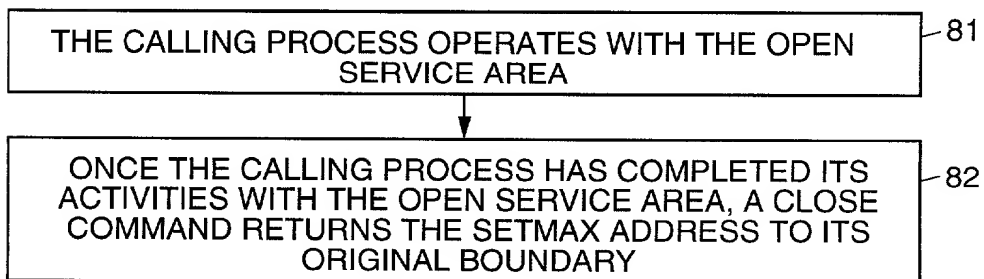 THE CALLING PROCESS OPERATES WITH THE OPEN
SERVICE AREA
81
ONCE THE CALLING PROCESS HAS COMPLETED ITS
ACTIVITIES WITH THE OPEN SERVICE AREA, A CLOSE
COMMAND RETURNS THE SETMAX ADDRESS TO ITS
ORIGINAL BOUNDARY
82